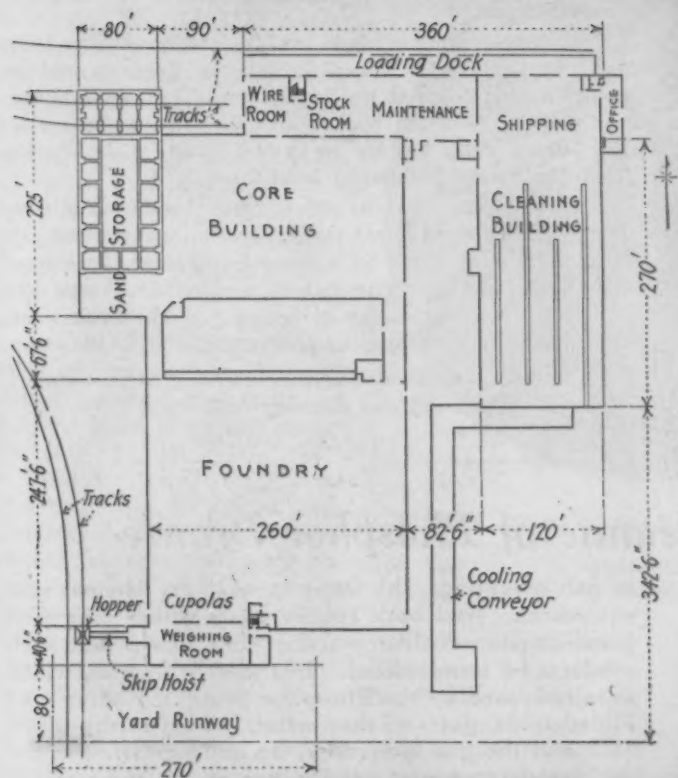 80' 90' 360'
Loading Dock
Tracks
WIRE
ROOM
STOCK
ROOM
MAINTENANCE
SHIPPING
OFFICE
225'
SAND STORAGE
CORE
BUILDING
CLEANING
BUILDING
270'
67'-6"
FOUNDRY
247'-6"
Tracks
260' 82'-6" 120'
342'-6"
Cooling
Conveyor
Hopper
Cupolas
WEIGHING
ROOM
40'6"
Skip Hoist
80
Yard Runway
270'